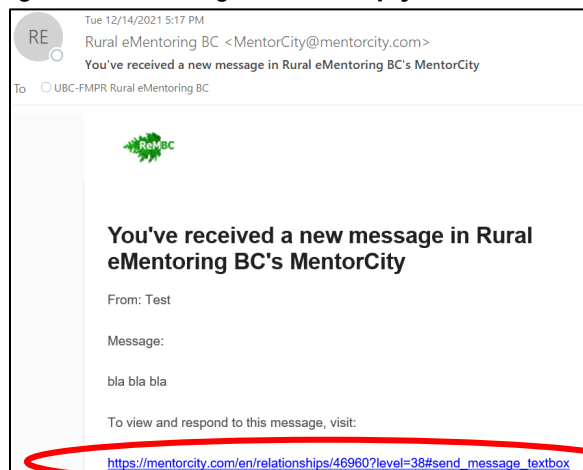 Tue 12/14/2021 5:17 PM
RE
Rural eMentoring BC <MentorCity@mentorcity.com>
You've received a new message in Rural eMentoring BC's MentorCity
To UBC-FMPR Rural eMentoring BC
ReMBC
You've received a new message in Rural
eMentoring BC's MentorCity
From: Test
Message:
bla bla bla
To view and respond to this message, visit:
https://mentorcity.com/en/relationships/46960?level=38#send_message_textbox